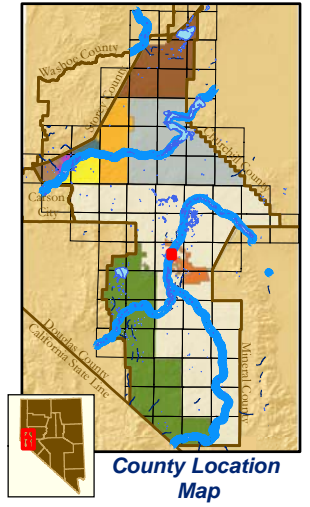 Washoe County
Storey County
Churchill County
Carson
City
Mineral County
Douglas County
California State Line
County Location
Map